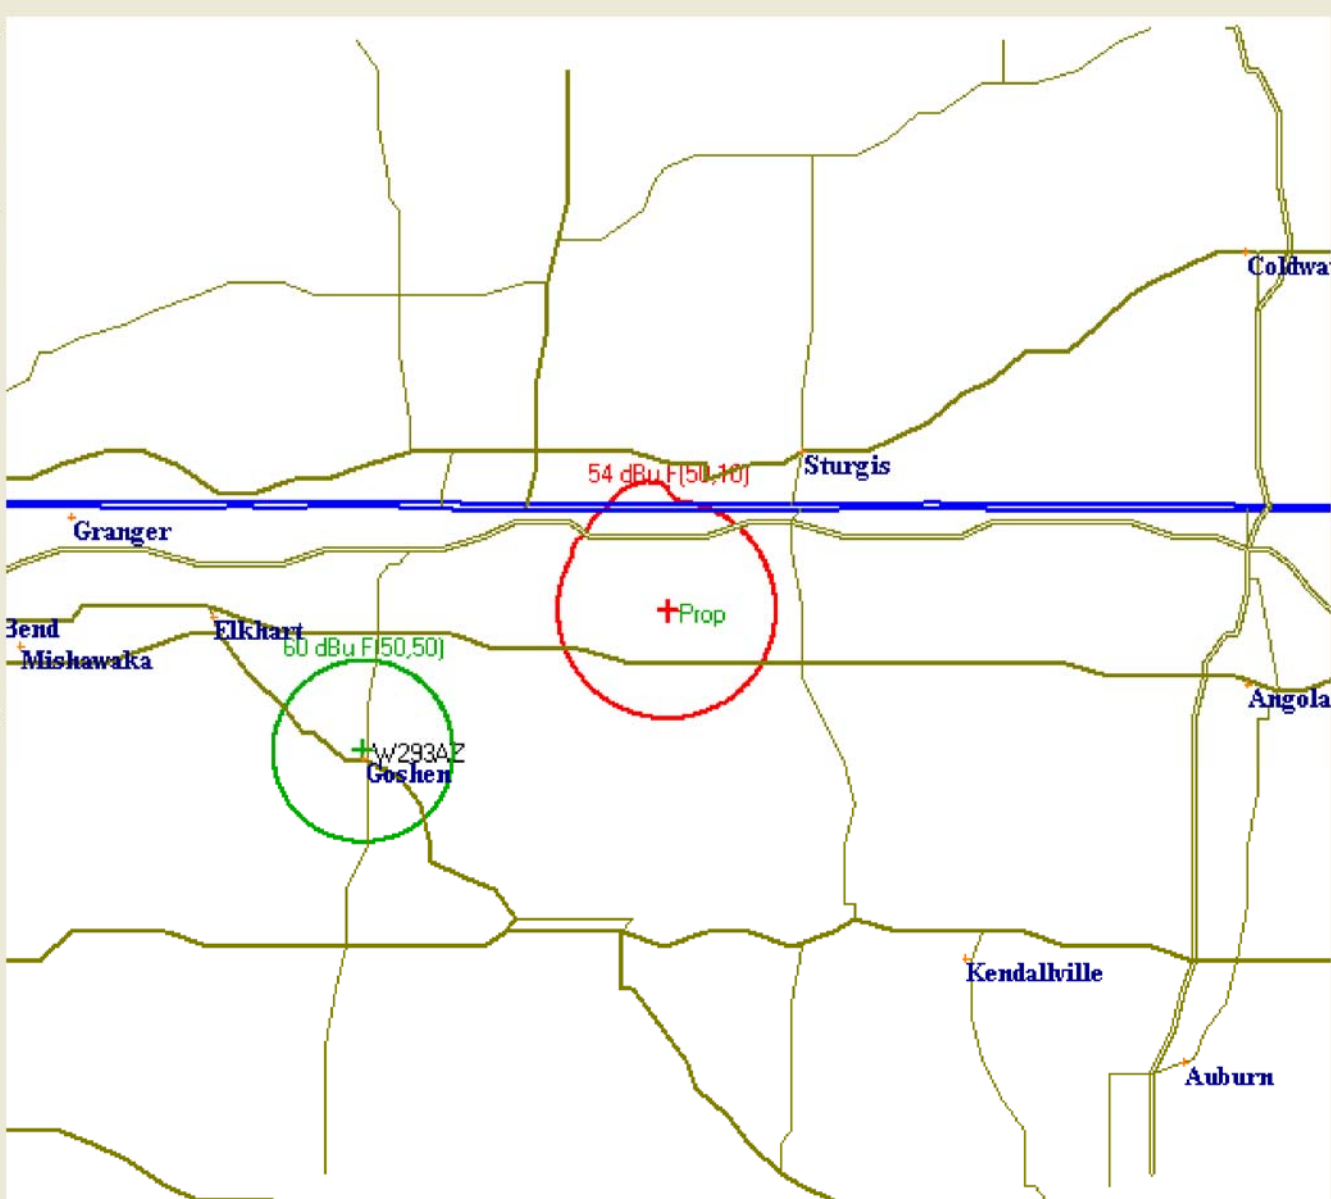 Coldwa
54 dBu F(50,10)
Sturgis
Granger
Prop
Bend
Elkhart
60 dBu F(50,50)
Mishawaka
Angola
W293AZ
Goshen
Kendallville
Auburn